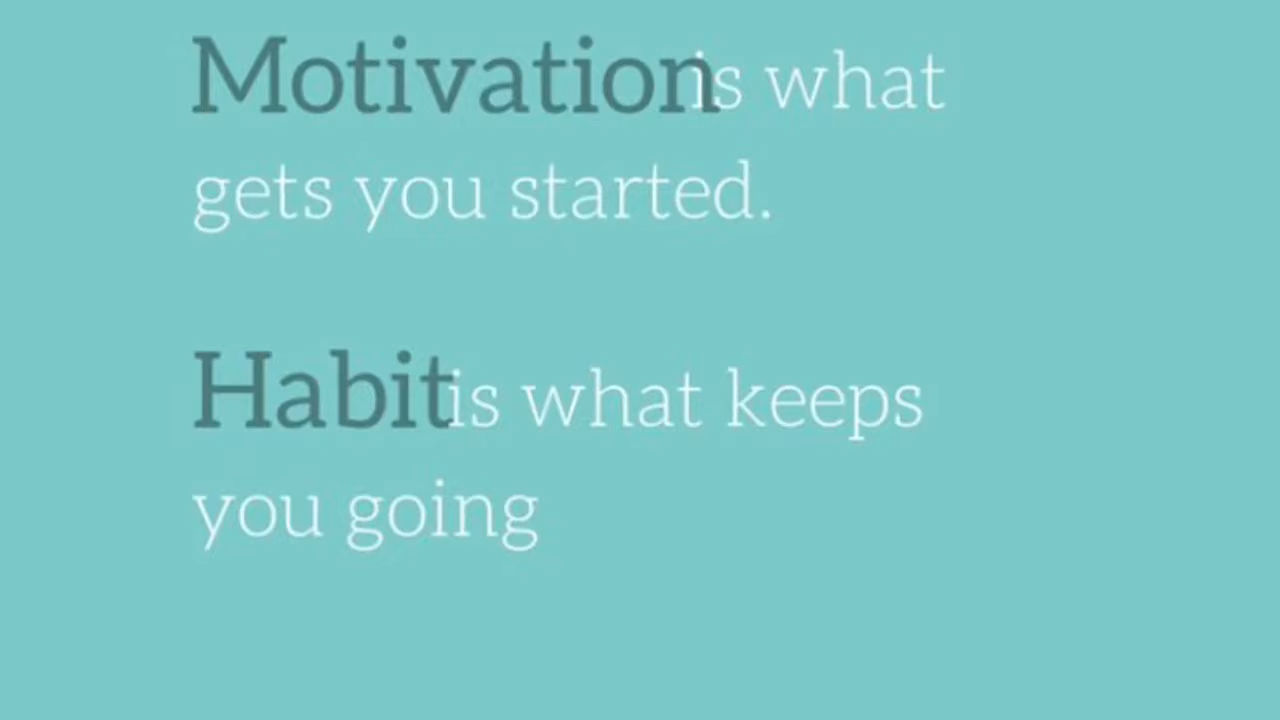 Motivation is what
gets you started.
Habit is what keeps
you going